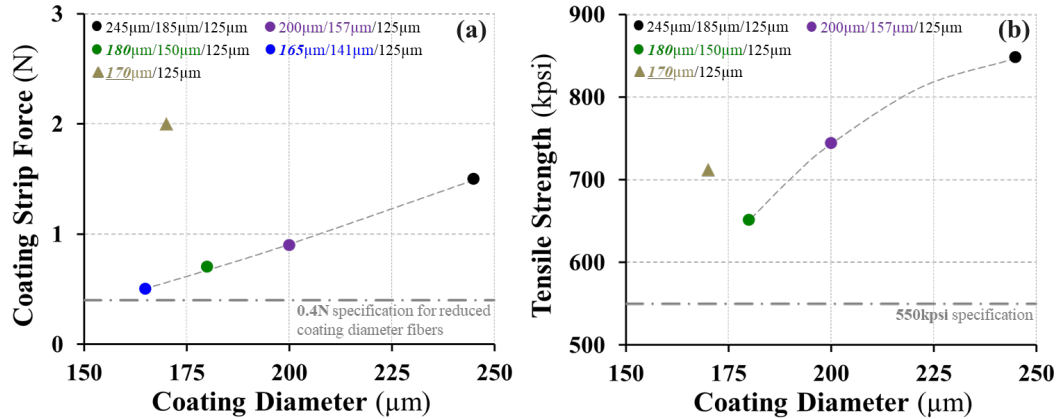 (a)
245μm/185μm/125μm
200μm/157μm/125μm
180μm/150μm/125μm
165μm/141μm/125μm
170μm/125μm
Coating Strip Force (N)
3
2
1
0
0.4N specification for reduced
coating diameter fibers
150
175
200
225
250
Coating Diameter (μm)
(b)
245μm/185μm/125μm
200μm/157μm/125μm
180μm/150μm/125μm
170μm/125μm
Tensile Strength (kpsi)
900
800
700
600
500
550kpsi specification
150
175
200
225
250
Coating Diameter (μm)